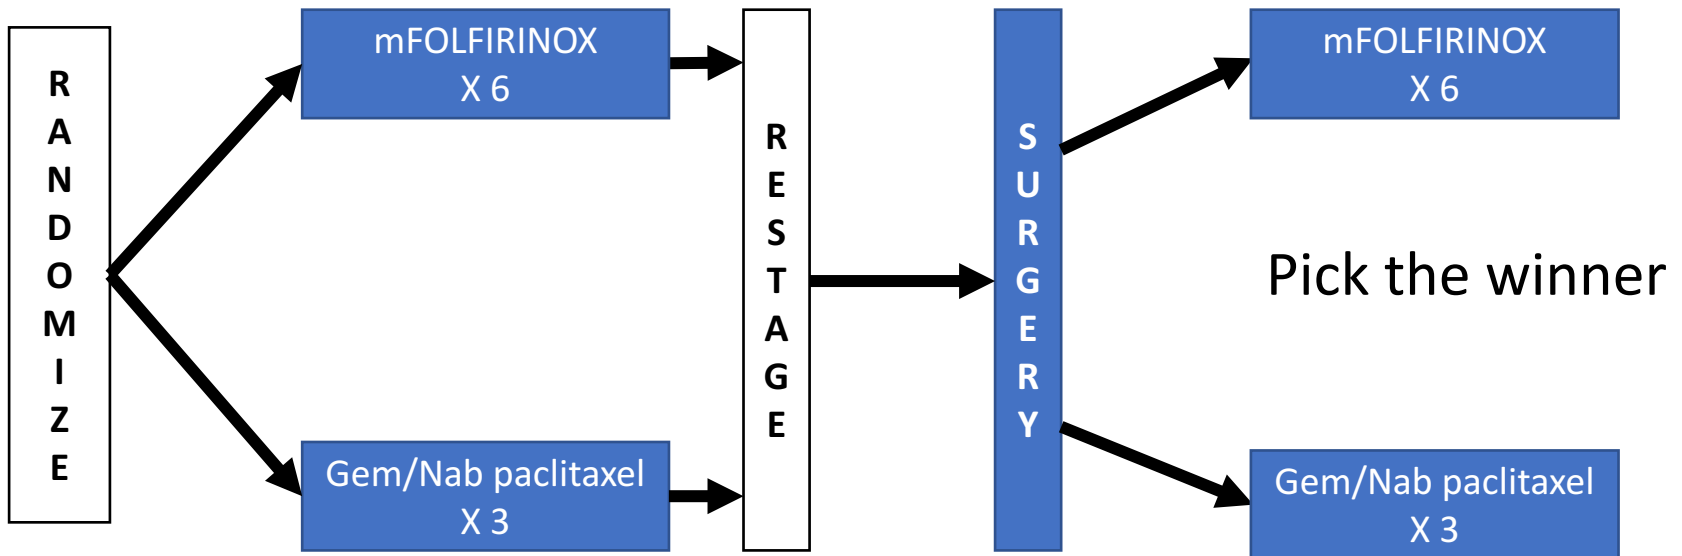 RANDOMIZE
mFOLFIRINOX
X 6
Gem/Nab paclitaxel
X 3
RESTAGE
SURGERY
mFOLFIRINOX
X 6
Pick the winner
Gem/Nab paclitaxel
X 3